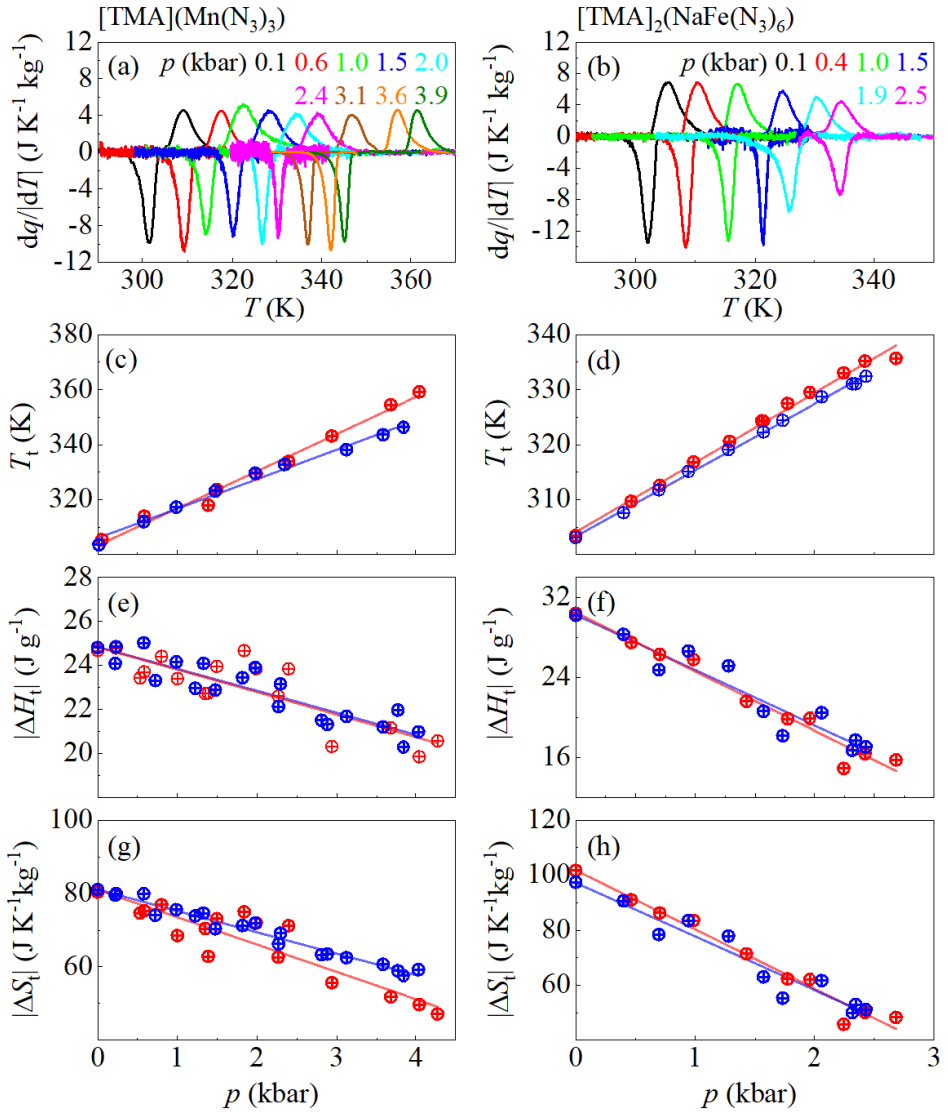 [TMA](Mn(N₃)₃)
[TMA]₂(NaFe(N₃)₆)
(a) p (kbar) 0.1 0.6 1.0 1.5 2.0
2.4 3.1 3.6 3.9
12
8
4
0
-4
-8
-12
dq/|dT| (J K⁻¹ kg⁻¹)
300 320 340 360
T (K)
(b) p (kbar) 0.1 0.4 1.0 1.5
1.9 2.5
12
8
4
0
-4
-8
-12
dq/|dT| (J K⁻¹ kg⁻¹)
300 320 340
T (K)
(c)
380
360
340
320
Tₜ (K)
(d)
340
330
320
310
Tₜ (K)
(e)
28
26
24
22
20
|ΔHₜ| (J g⁻¹)
(f)
32
24
16
|ΔHₜ| (J g⁻¹)
(g)
100
80
60
|ΔSₜ| (J K⁻¹kg⁻¹)
0 1 2 3 4
p (kbar)
(h)
120
100
80
60
|ΔSₜ| (J K⁻¹kg⁻¹)
0 1 2 3
p (kbar)